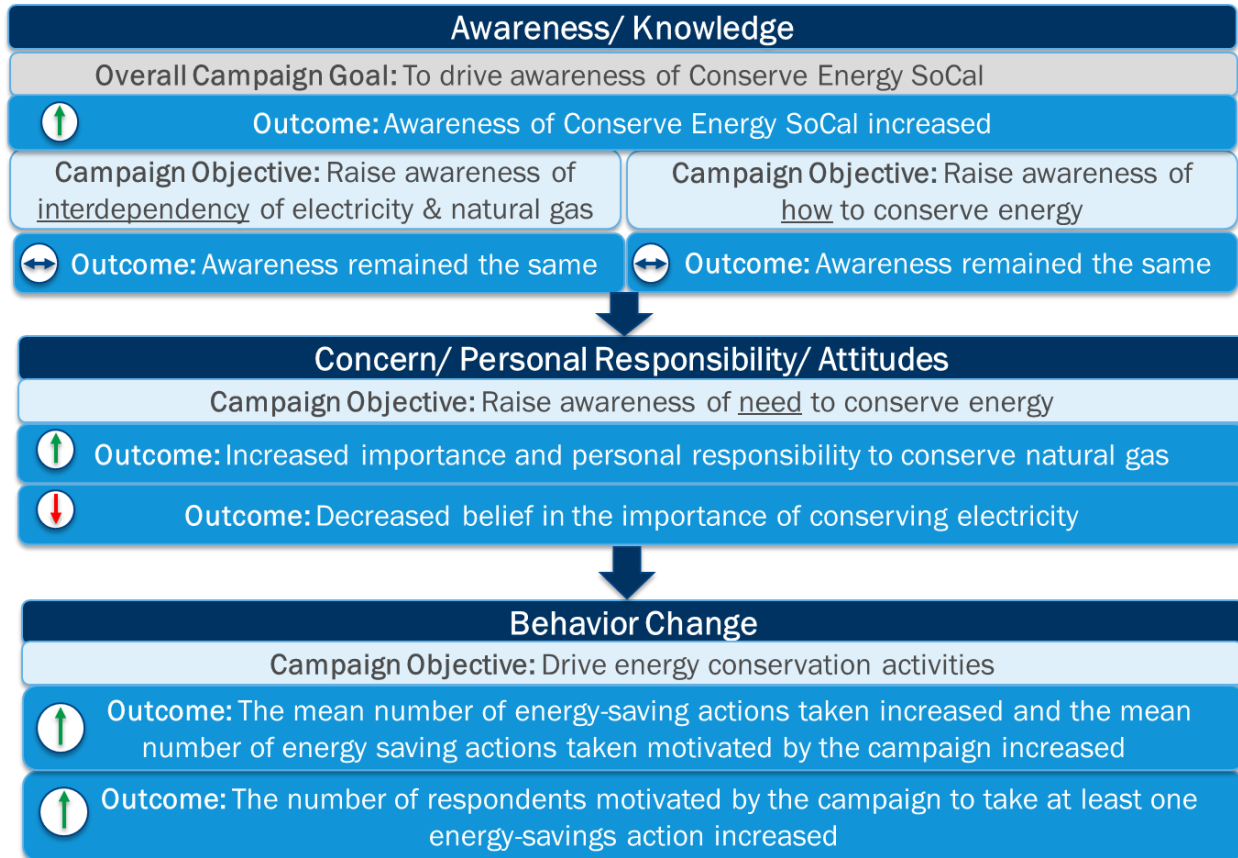 Awareness/ Knowledge
Overall Campaign Goal: To drive awareness of Conserve Energy SoCal
Outcome: Awareness of Conserve Energy SoCal increased
Campaign Objective: Raise awareness of
interdependency of electricity & natural gas
Campaign Objective: Raise awareness of
how to conserve energy
Outcome: Awareness remained the same
Outcome: Awareness remained the same
Concern/ Personal Responsibility/ Attitudes
Campaign Objective: Raise awareness of need to conserve energy
Outcome: Increased importance and personal responsibility to conserve natural gas
Outcome: Decreased belief in the importance of conserving electricity
Behavior Change
Campaign Objective: Drive energy conservation activities
Outcome: The mean number of energy-saving actions taken increased and the mean
number of energy saving actions taken motivated by the campaign increased
Outcome: The number of respondents motivated by the campaign to take at least one
energy-savings action increased